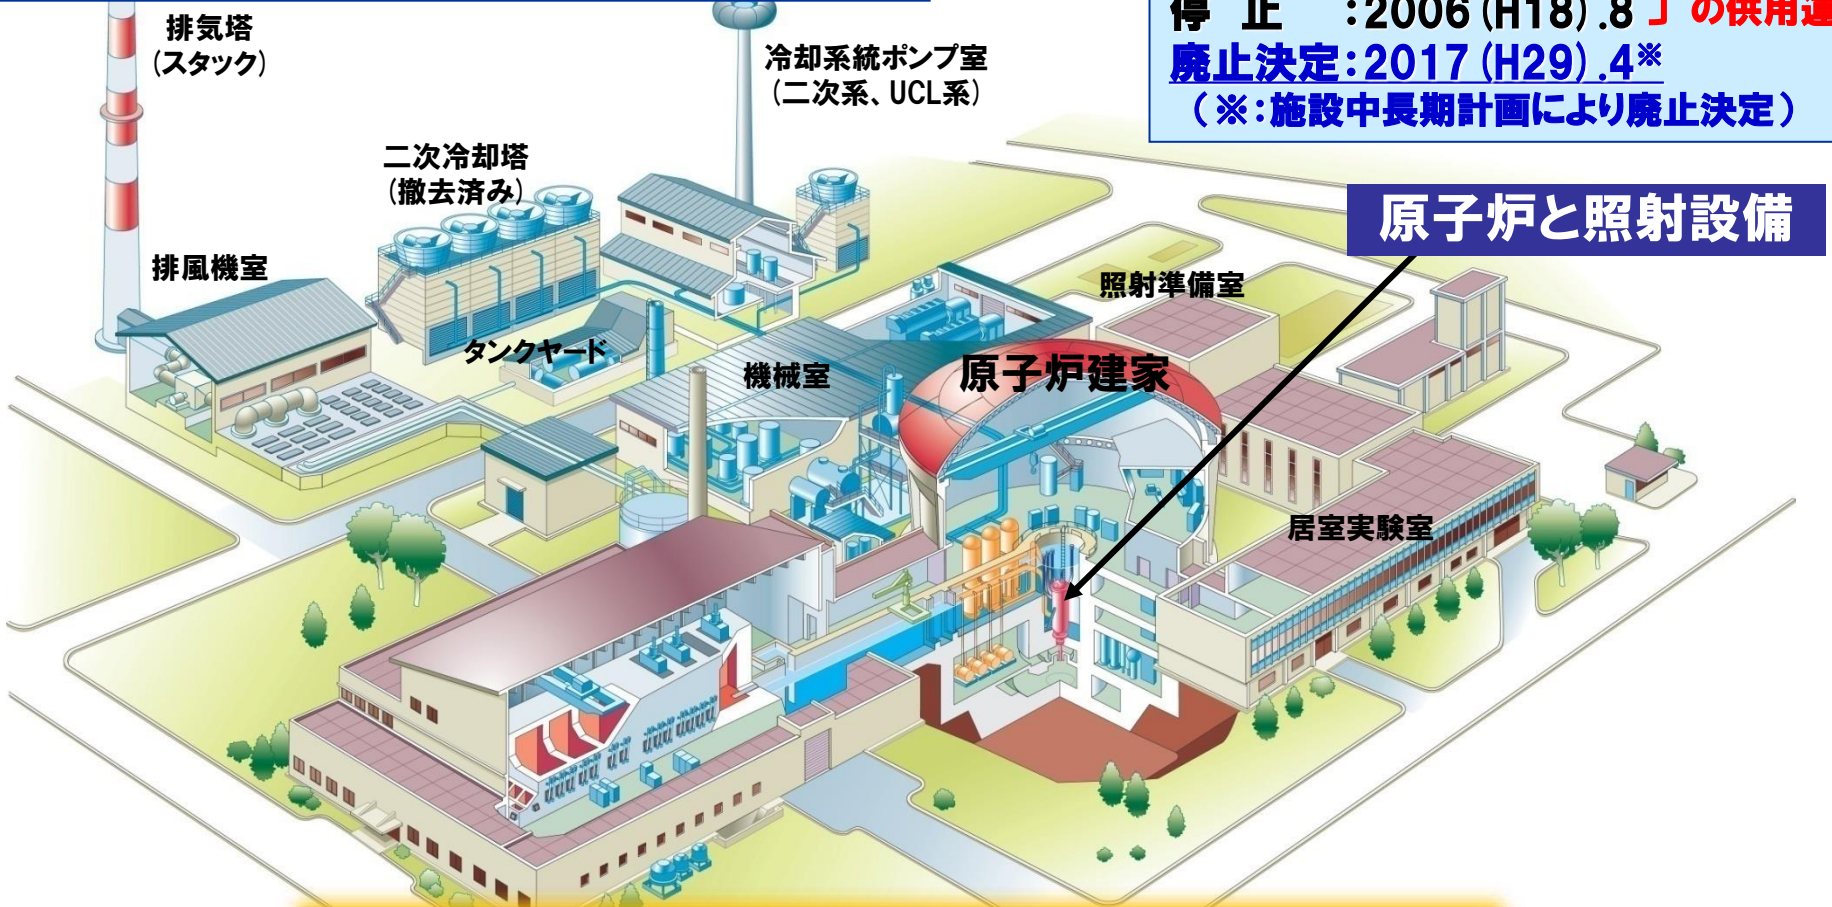 停 止 :2006(H18).8」の供用運
廃止決定:2017(H29).4※
(※:施設中長期計画により廃止決定)
排気塔
(スタック)
冷却系統ポンプ室
(二次系、UCL系)
二次冷却塔
(撤去済み)
原子炉と照射設備
排風機室
照射準備室
タンクヤード
機械室
原子炉建家
居室実験室